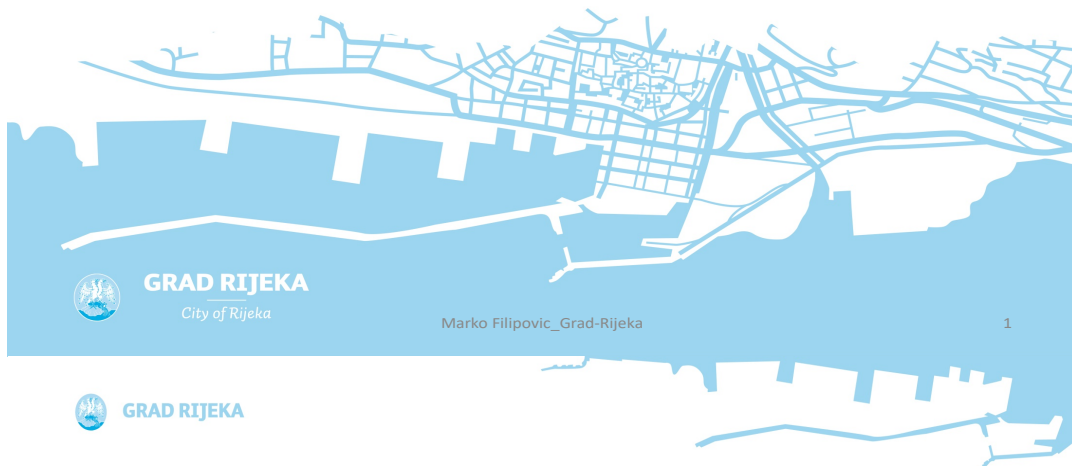 GRAD RIJEKA
City of Rijeka
Marko Filipovic_Grad-Rijeka
1
GRAD RIJEKA